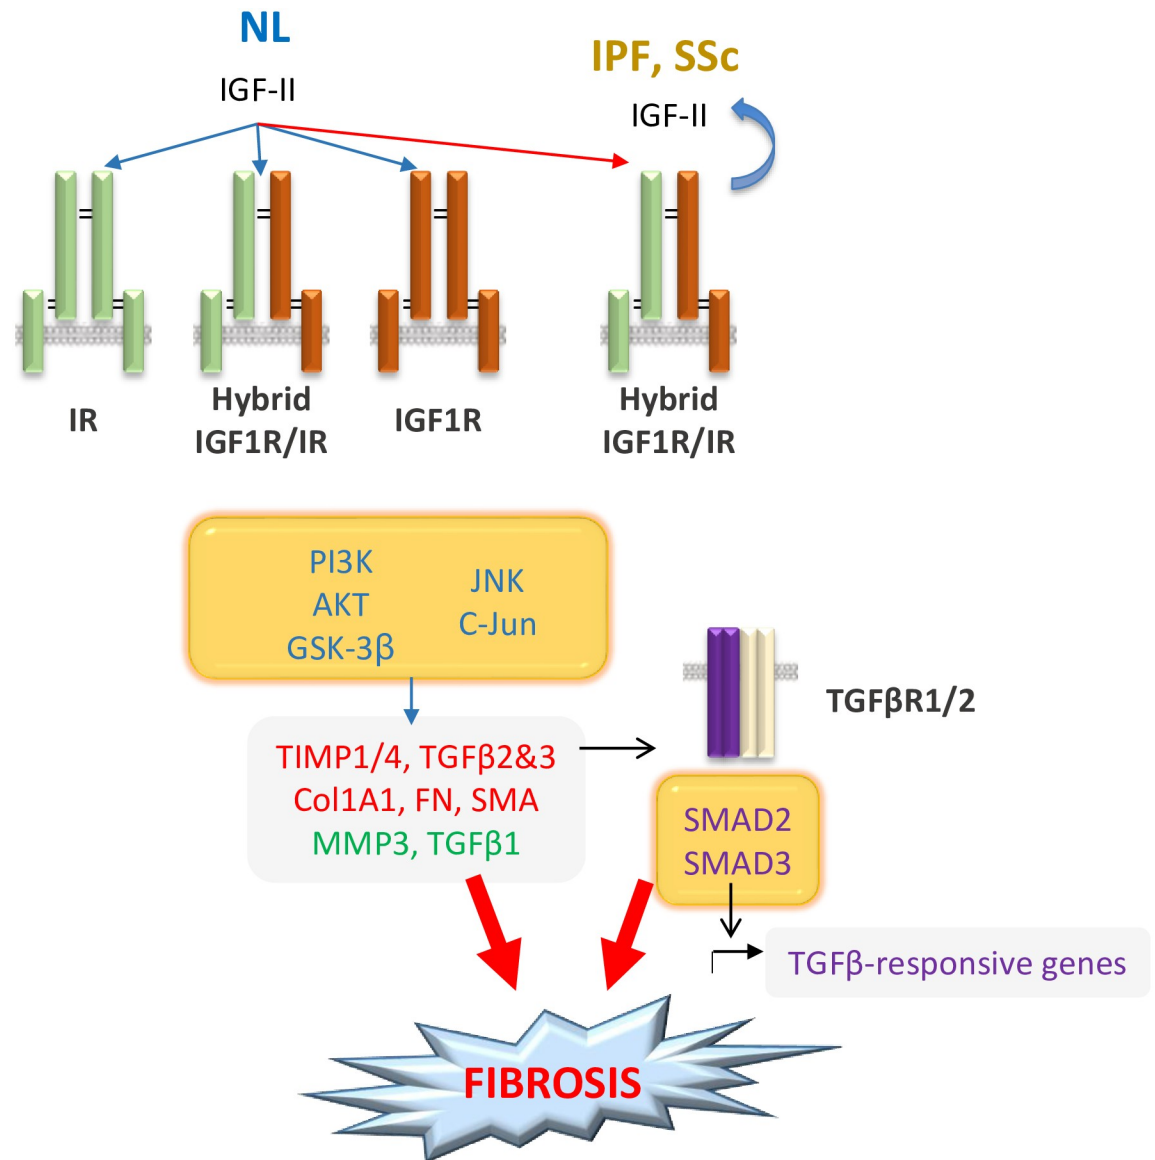 NL
IGF-II
IPF, SSc
IGF-II
IR
Hybrid
IGF1R/IR
IGF1R
Hybrid
IGF1R/IR
PI3K
AKT
GSK-3β
JNK
C-Jun
TGFβR1/2
TIMP1/4, TGFβ2&3
Col1A1, FN, SMA
MMP3, TGFβ1
SMAD2
SMAD3
TGFβ-responsive genes
FIBROSIS